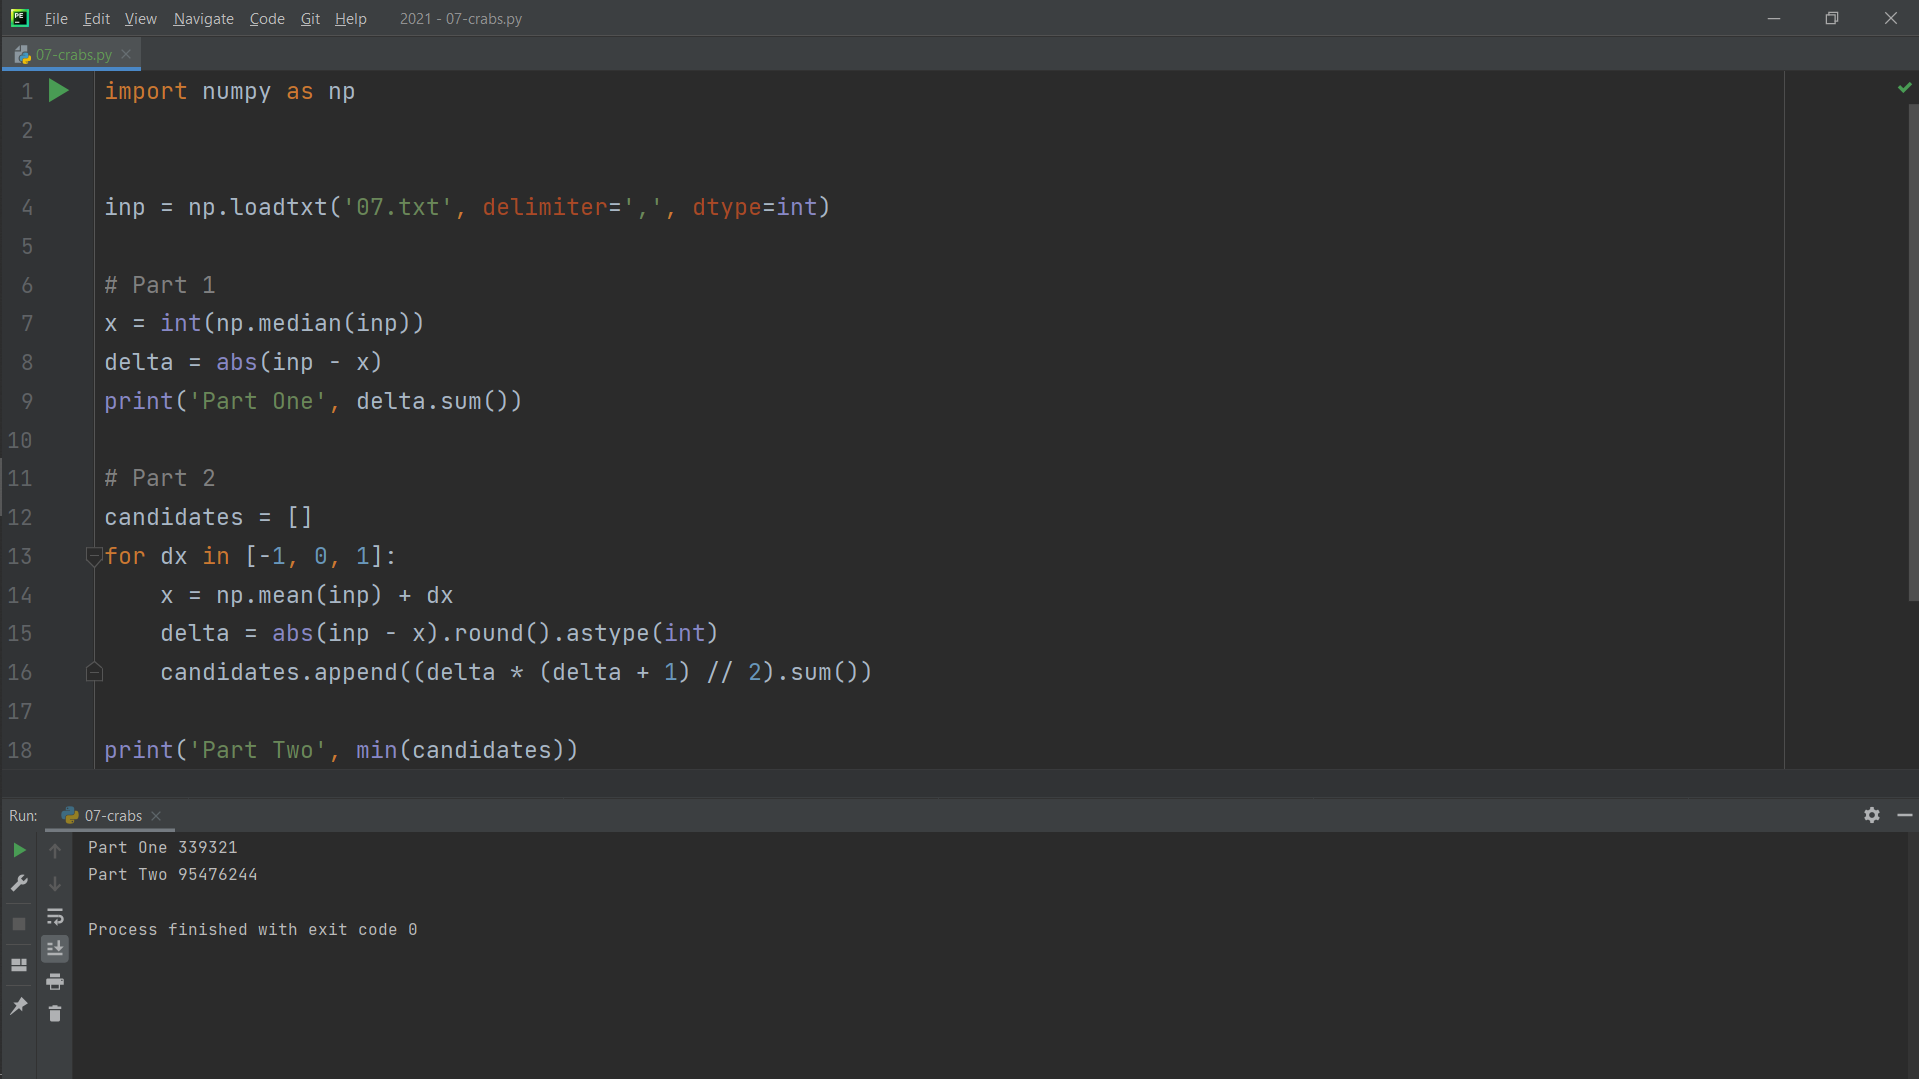 PE File Edit View Navigate Code Git Help 2021 - 07-crabs.py
07-crabs.py
1 import numpy as np
2
3
4 inp = np.loadtxt('07.txt', delimiter=',', dtype=int)
5
6 # Part 1
7 x = int(np.median(inp))
8 delta = abs(inp - x)
9 print('Part One', delta.sum())
10
11 # Part 2
12 candidates = []
13 for dx in [-1, 0, 1]:
14     x = np.mean(inp) + dx
15     delta = abs(inp - x).round().astype(int)
16     candidates.append((delta * (delta + 1) // 2).sum())
17
18 print('Part Two', min(candidates))
Run: 07-crabs
Part One 339321
Part Two 95476244
Process finished with exit code 0